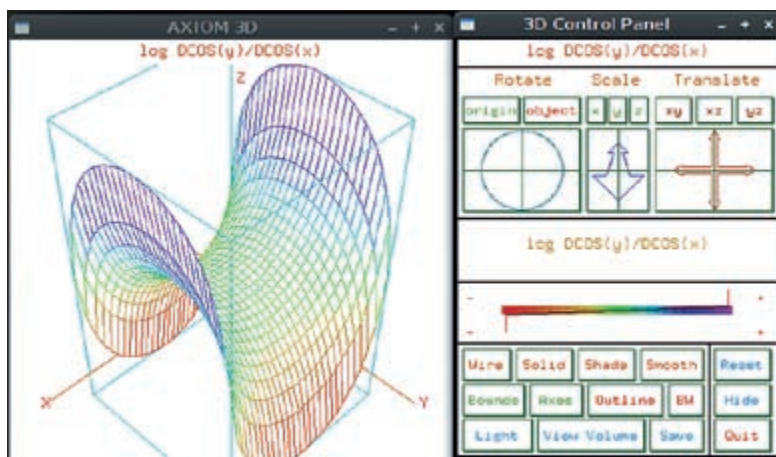 AXIOM 3D
log DCOS(y)/DCOS(x)
Z
X
Y
3D Control Panel
log DCOS(y)/DCOS(x)
Rotate Scale Translate
origin object x y z xy xz yz
log DCOS(y)/DCOS(x)
- +
- +
Wire Solid Shade Smooth Reset
Bounds Axes Outline BW Hide
Light View Volume Save Quit